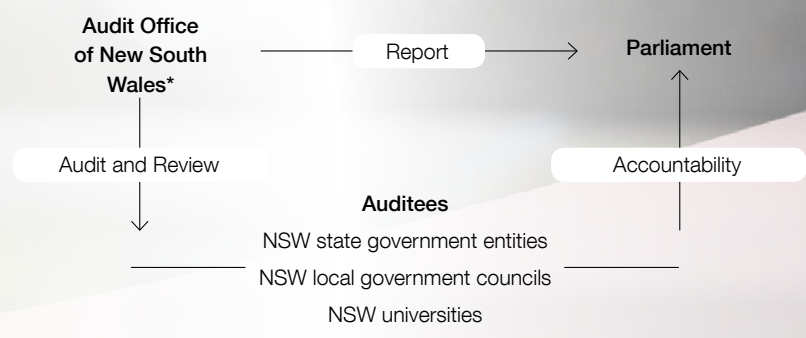 Audit Office
of New South
Wales*
Report
Parliament
Audit and Review
Accountability
Auditees
NSW state government entities
NSW local government councils
NSW universities